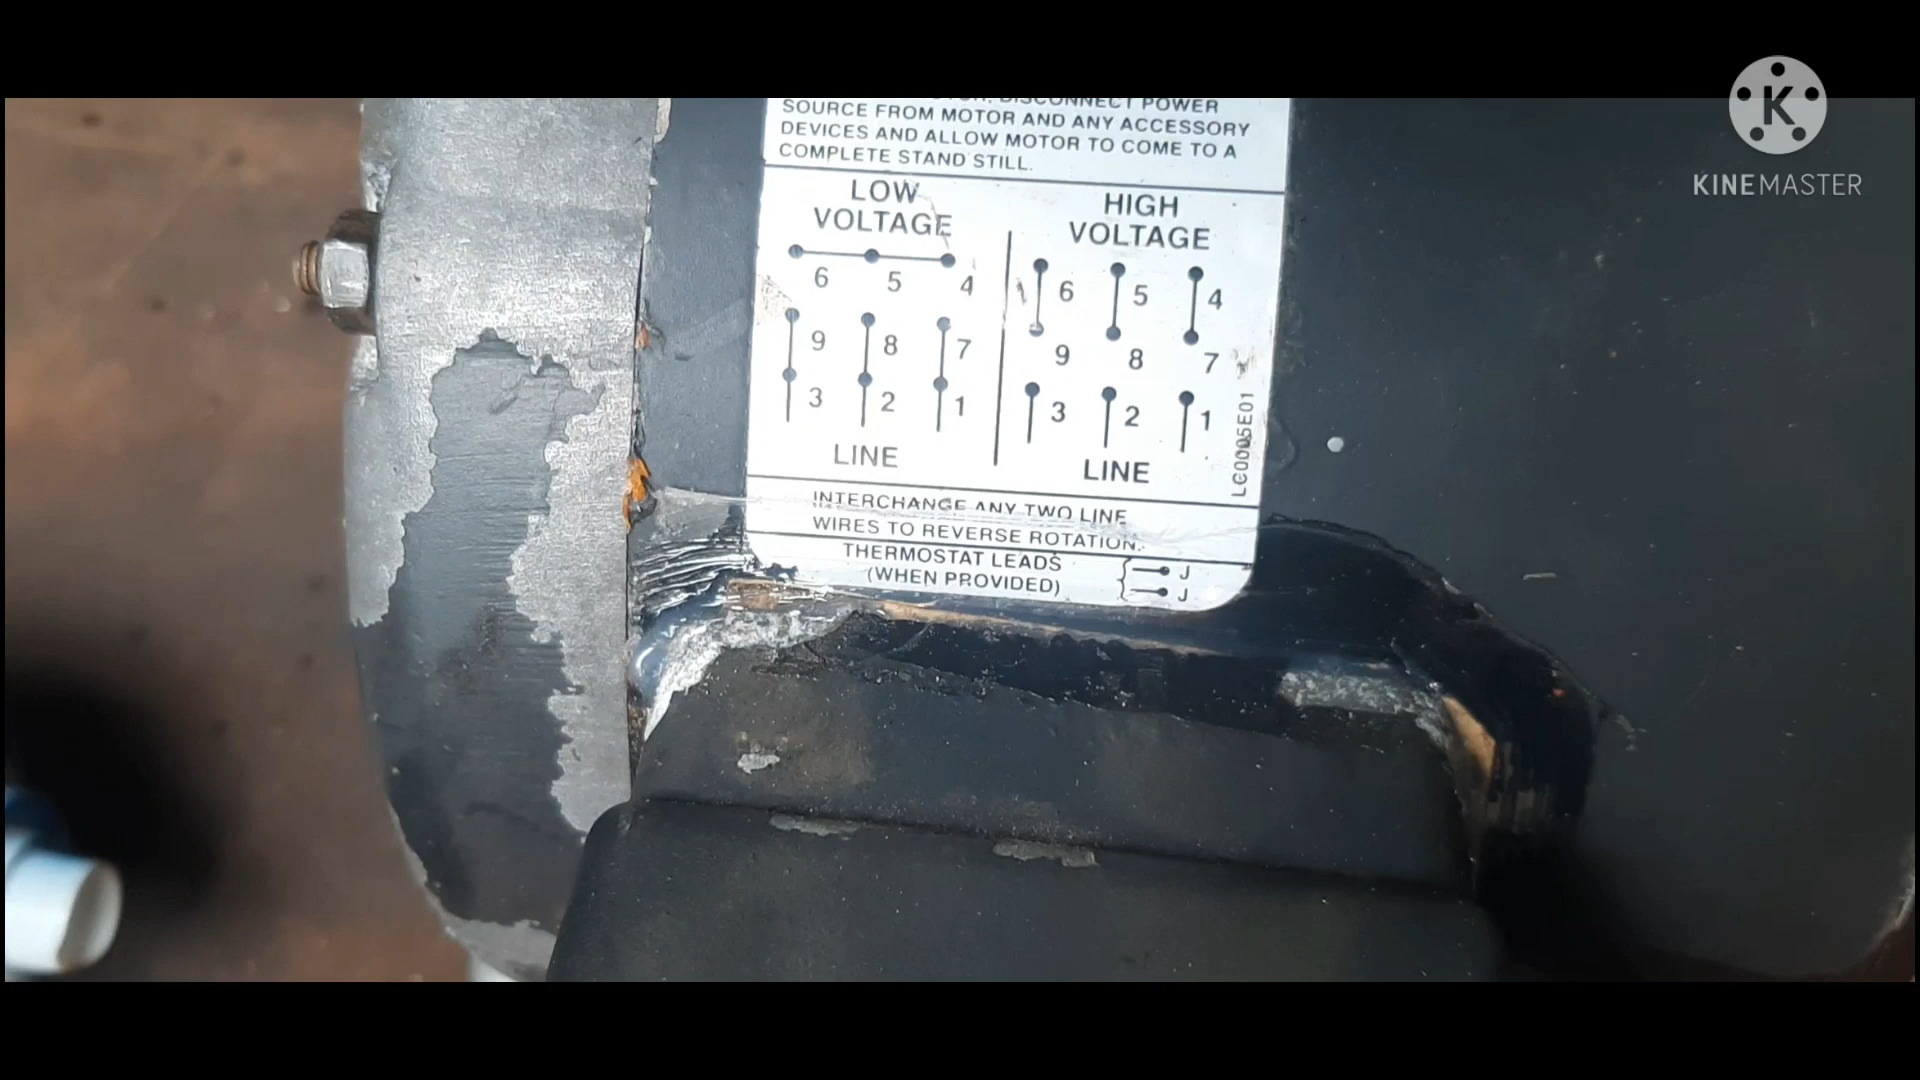 DISCONNECT POWER
SOURCE FROM MOTOR AND ANY ACCESSORY
DEVICES AND ALLOW MOTOR TO COME TO A
COMPLETE STAND STILL.
LOW
VOLTAGE
6 5 4
9 8 7
3 2 1
LINE
HIGH
VOLTAGE
6 5 4
9 8 7
3 2 1
LINE
LC0005E01
INTERCHANGE ANY TWO LINE
WIRES TO REVERSE ROTATION.
THERMOSTAT LEADS
(WHEN PROVIDED)
J
J
K
KINEMASTER